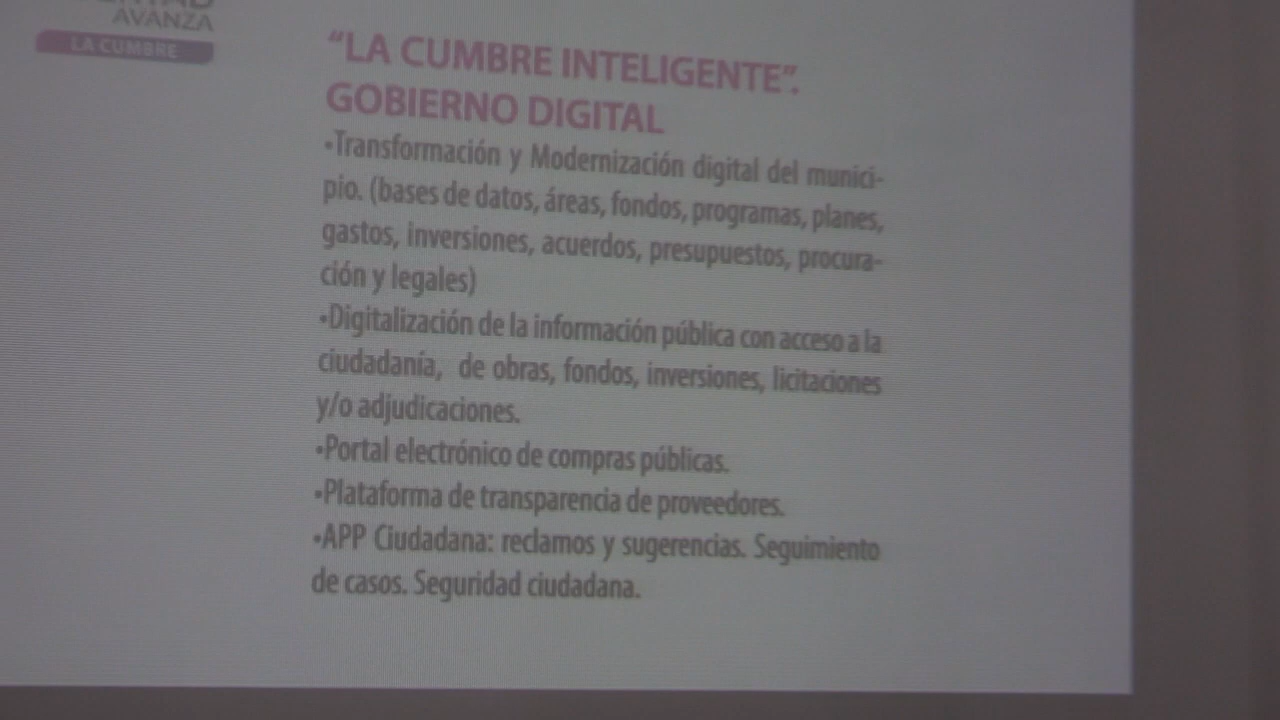 AVANZA
LA CUMBRE
“LA CUMBRE INTELIGENTE”.
GOBIERNO DIGITAL
•Transformación y Modernización digital del munici-
pio. (bases de datos, áreas, fondos, programas, planes,
gastos, inversiones, acuerdos, presupuestos, procura-
ción y legales)
•Digitalización de la información pública con acceso a la
ciudadanía, de obras, fondos, inversiones, licitaciones
y/o adjudicaciones.
•Portal electrónico de compras públicas.
•Plataforma de transparencia de proveedores.
•APP Ciudadana: reclamos y sugerencias. Seguimiento
de casos. Seguridad ciudadana.